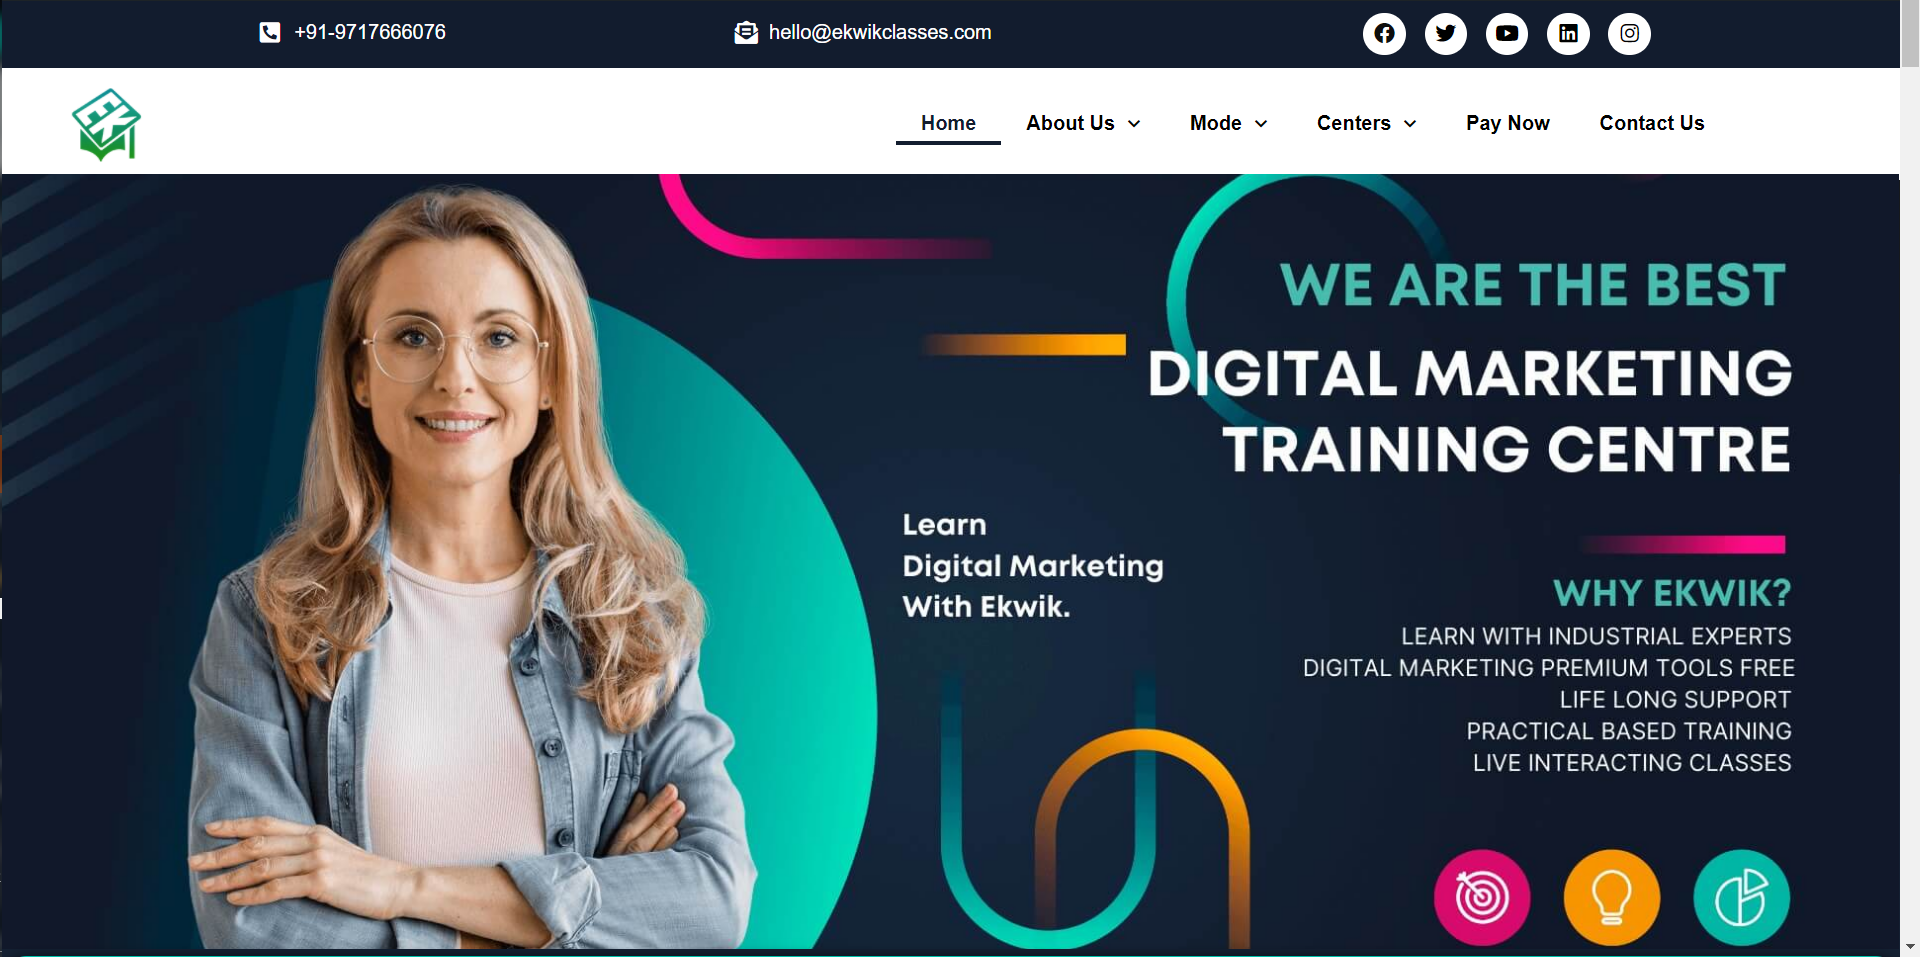 +91-9717666076
hello@ekwikclasses.com
EK
Home
About Us
Mode
Centers
Pay Now
Contact Us
WE ARE THE BEST
DIGITAL MARKETING
TRAINING CENTRE
Learn
Digital Marketing
With Ekwik.
WHY EKWIK?
LEARN WITH INDUSTRIAL EXPERTS
DIGITAL MARKETING PREMIUM TOOLS FREE
LIFE LONG SUPPORT
PRACTICAL BASED TRAINING
LIVE INTERACTING CLASSES